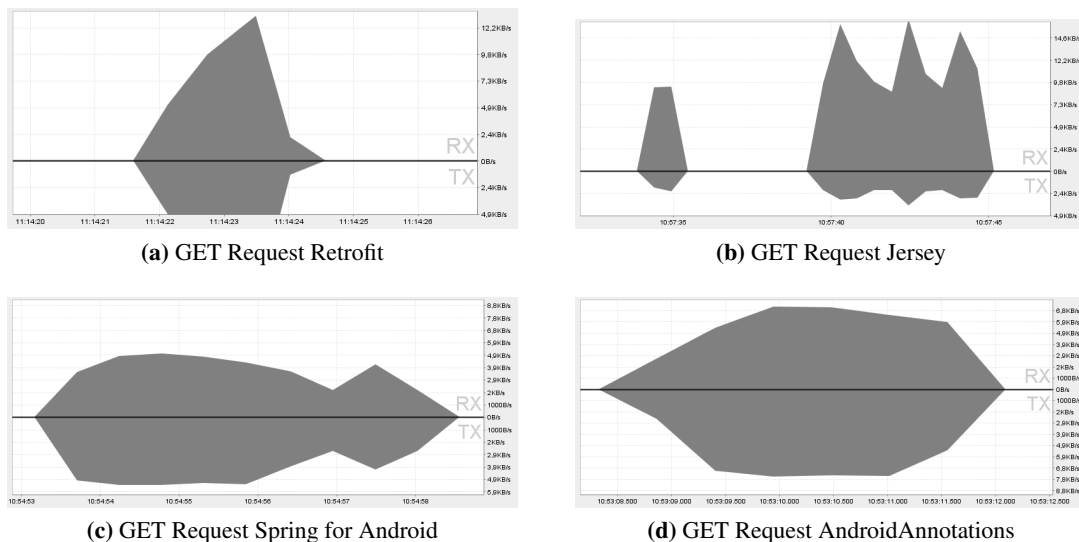 12,2KB/s
9,8KB/s
7,3KB/s
4,9KB/s
2,4KB/s
RX
0B/s
TX
2,4KB/s
4,9KB/s
11:14:20 11:14:21 11:14:22 11:14:23 11:14:24 11:14:25 11:14:26
(a) GET Request Retrofit
14,6KB/s
12,2KB/s
9,8KB/s
7,3KB/s
4,9KB/s
2,4KB/s
RX
0B/s
TX
2,4KB/s
4,9KB/s
10:57:35 10:57:40 10:57:45
(b) GET Request Jersey
8,8KB/s
7,8KB/s
6,8KB/s
5,9KB/s
4,9KB/s
3,9KB/s
2,9KB/s
2KB/s
1000B/s
RX
0B/s
TX
1000B/s
2KB/s
2,9KB/s
3,9KB/s
4,9KB/s
5,9KB/s
10:54:53 10:54:54 10:54:55 10:54:56 10:54:57 10:54:58
(c) GET Request Spring for Android
6,8KB/s
5,9KB/s
4,9KB/s
3,9KB/s
2,9KB/s
2KB/s
1000B/s
RX
0B/s
TX
1000B/s
2KB/s
2,9KB/s
3,9KB/s
4,9KB/s
5,9KB/s
6,8KB/s
7,8KB/s
8,8KB/s
10:53:08.500 10:53:09.000 10:53:09.500 10:53:10.000 10:53:10.500 10:53:11.000 10:53:11.500 10:53:12.000 10:53:12.500
(d) GET Request AndroidAnnotations